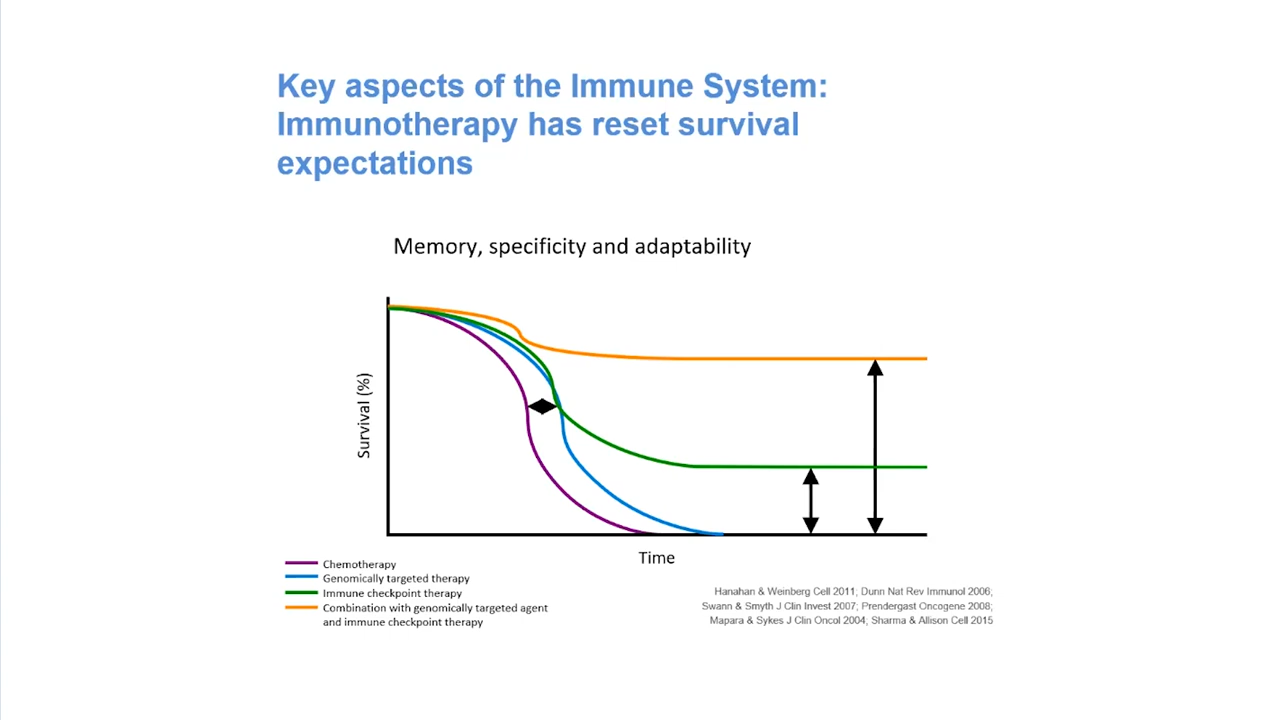 Key aspects of the Immune System:
Immunotherapy has reset survival
expectations
Memory, specificity and adaptability
Survival (%)
Time
Chemotherapy
Genomically targeted therapy
Immune checkpoint therapy
Combination with genomically targeted agent
and immune checkpoint therapy
Hanahan & Weinberg Cell 2011; Dunn Nat Rev Immunol 2006;
Swann & Smyth J Clin Invest 2007; Prendergast Oncogene 2008;
Mapara & Sykes J Clin Oncol 2004; Sharma & Allison Cell 2015